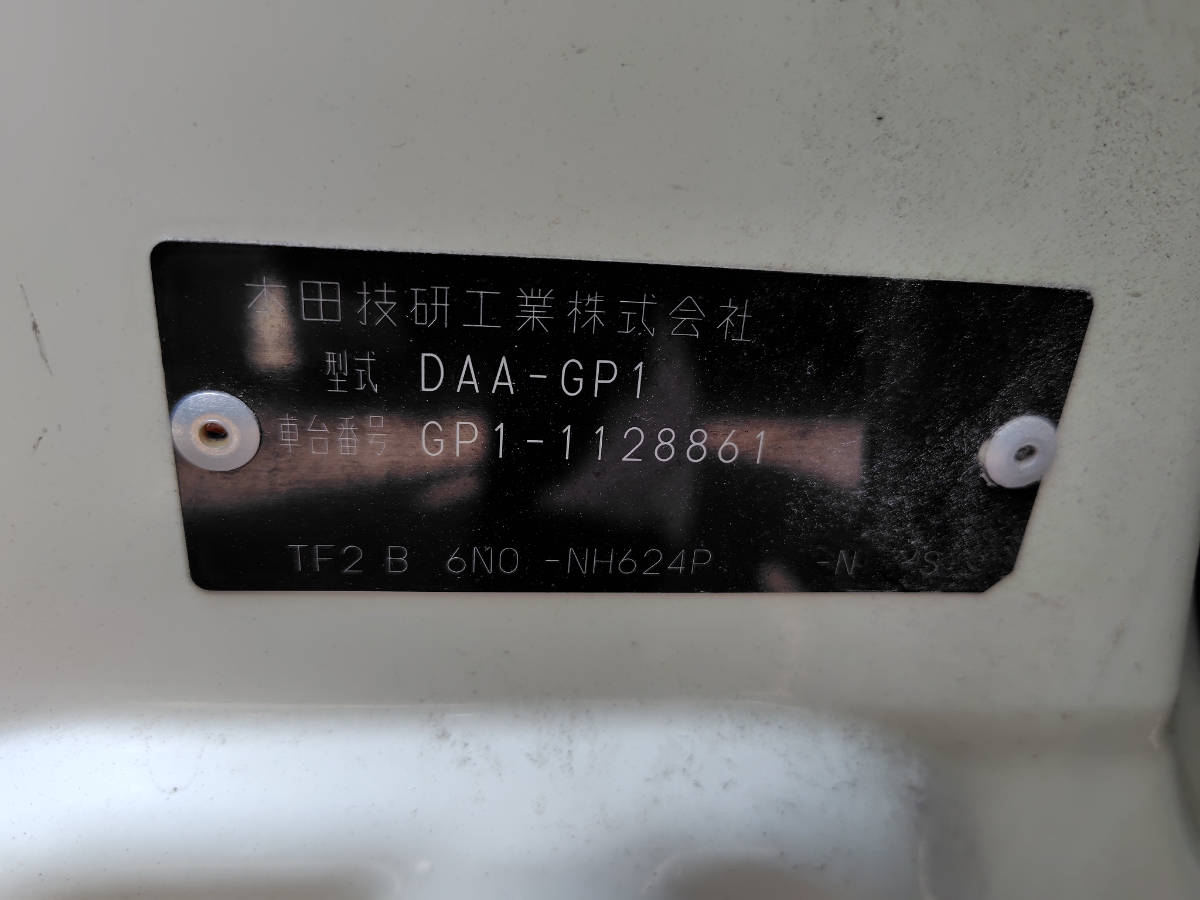 本田技研工業株式会社
型式 DAA-GP1
車台番号 GP1-1128861
TF2 B 6N0 -NH624P -N -S